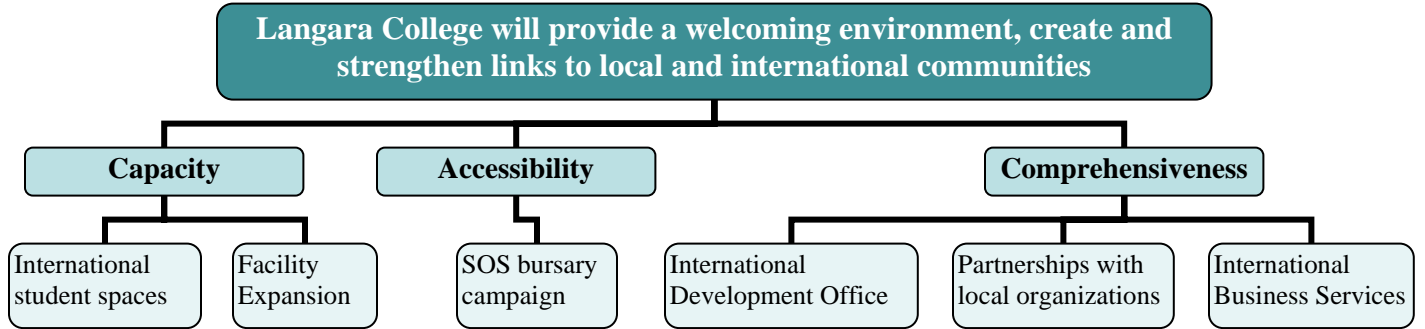 Langara College will provide a welcoming environment, create and
strengthen links to local and international communities
Capacity
Accessibility
Comprehensiveness
International
student spaces
Facility
Expansion
SOS bursary
campaign
International
Development Office
Partnerships with
local organizations
International
Business Services